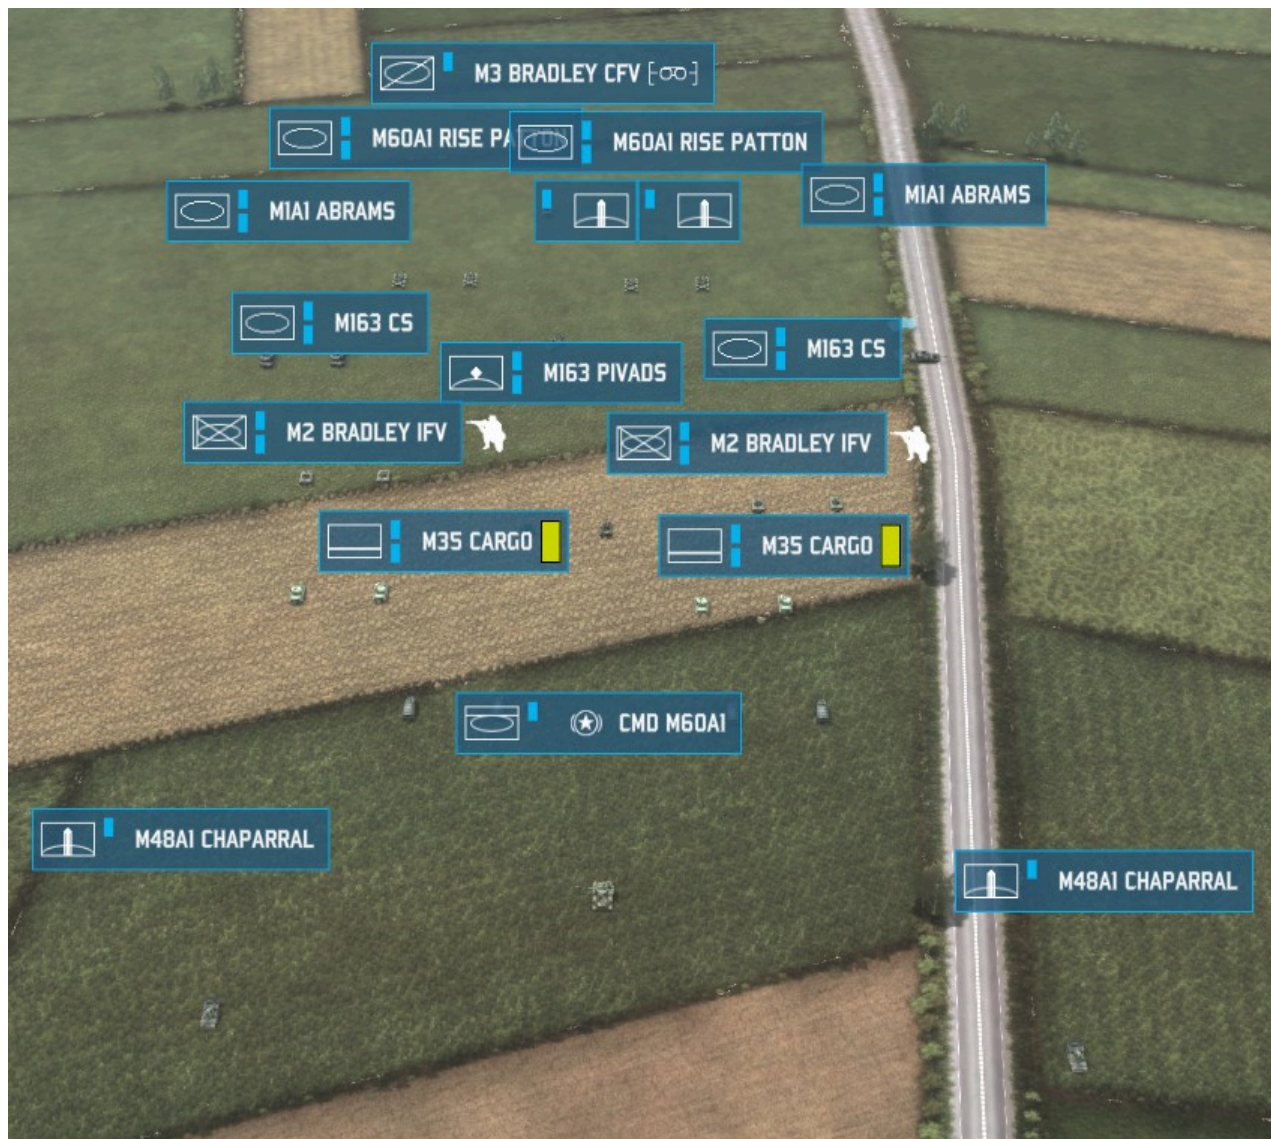 M3 BRADLEY CFV
M60A1 RISE PATTON
M60A1 RISE PATTON
M1A1 ABRAMS
M1A1 ABRAMS
M163 CS
M163 CS
M163 PIVADS
M2 BRADLEY IFV
M2 BRADLEY IFV
M35 CARGO
M35 CARGO
CMD M60A1
M48A1 CHAPARRAL
M48A1 CHAPARRAL